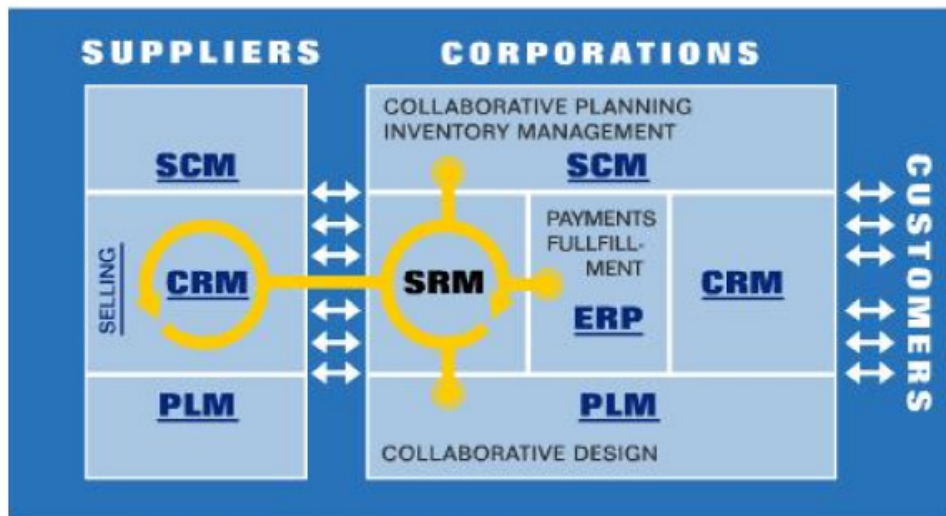 SUPPLIERS
SCM
SELLING
CRM
PLM
CORPORATIONS
COLLABORATIVE PLANNING
INVENTORY MANAGEMENT
SCM
SRM
PAYMENTS
FULLFILL-
MENT
ERP
CRM
PLM
COLLABORATIVE DESIGN
CUSTOMERS